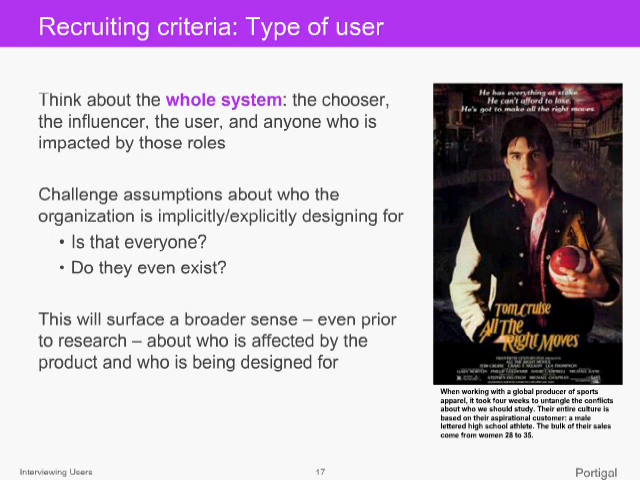 Recruiting criteria: Type of user
Think about the whole system: the chooser,
the influencer, the user, and anyone who is
impacted by those roles
Challenge assumptions about who the
organization is implicitly/explicitly designing for
• Is that everyone?
• Do they even exist?
This will surface a broader sense – even prior
to research – about who is affected by the
product and who is being designed for
He has everything at stake.
He can't afford to lose.
He's got to make all the right moves.
Tom Cruise
All The
Right Moves
When working with a global producer of sports
apparel, it took four weeks to untangle the conflicts
about who we should study. Their entire culture is
based on their aspirational customer: a male
lettered high school athlete. The bulk of their sales
come from women 28 to 35.
Interviewing Users
17
Portigal